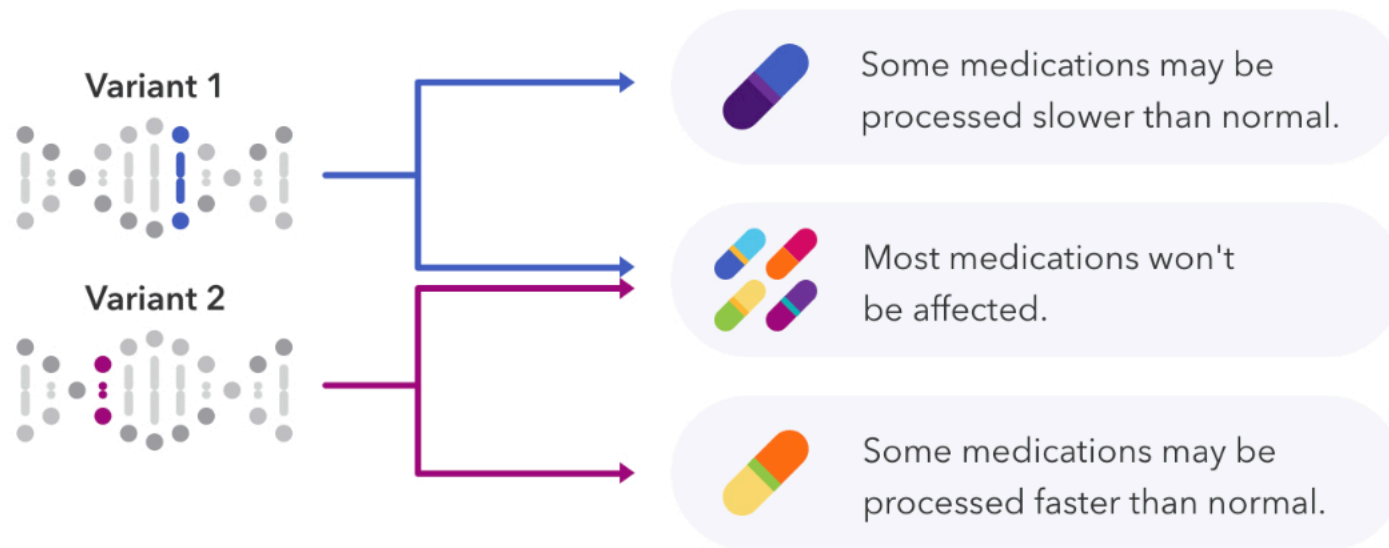 Variant 1
Some medications may be
processed slower than normal.
Variant 2
Most medications won't
be affected.
Some medications may be
processed faster than normal.